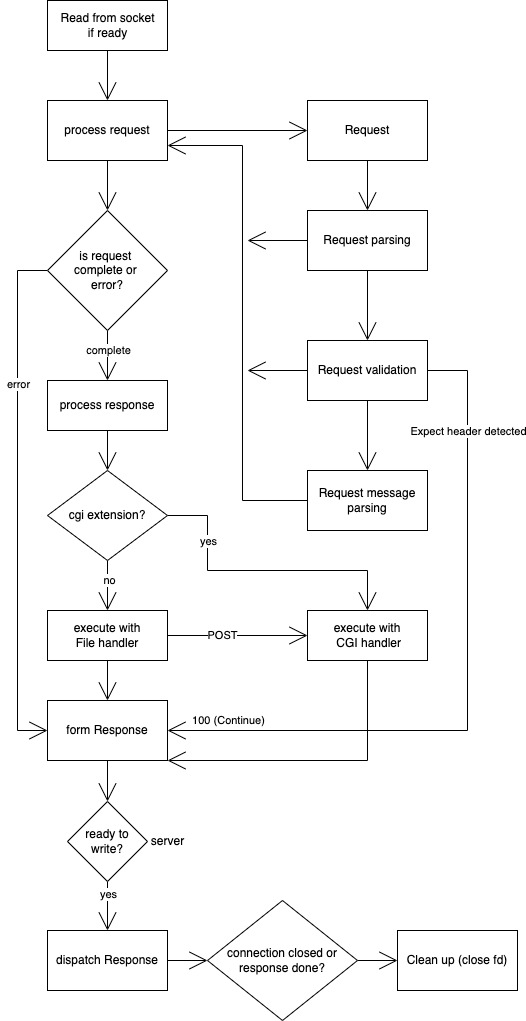 Read from socket
if ready
process request
Request
Request parsing
is request
complete or
error?
complete
error
Request validation
process response
Expect header detected
Request message
parsing
cgi extension?
yes
no
execute with
File handler
POST
execute with
CGI handler
form Response
100 (Continue)
ready to
write?
server
yes
dispatch Response
connection closed or
response done?
Clean up (close fd)